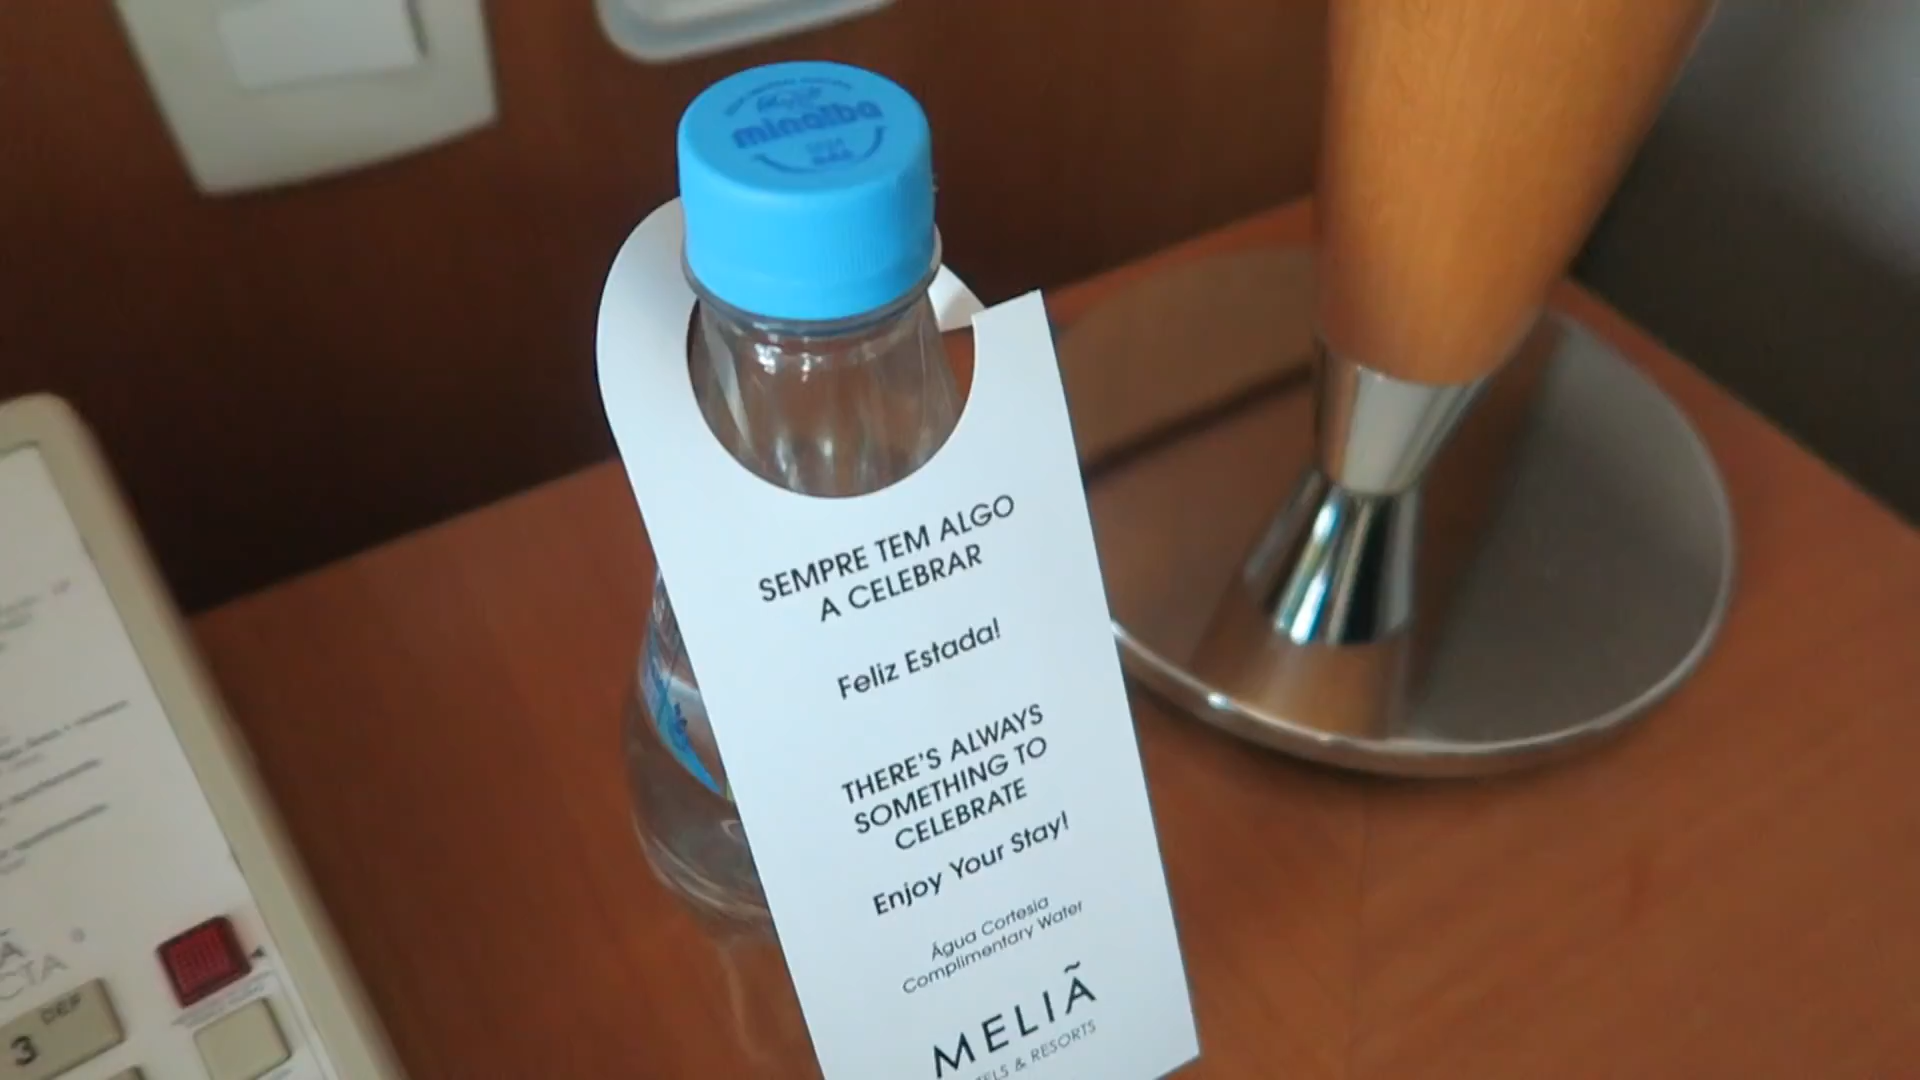 minalba
SEMPRE TEM ALGO
A CELEBRAR
Feliz Estada!
THERE'S ALWAYS
SOMETHING TO
CELEBRATE
Enjoy Your Stay!
Água Cortesia
Complimentary Water
MELIÃ
& RESORTS
3 DEF